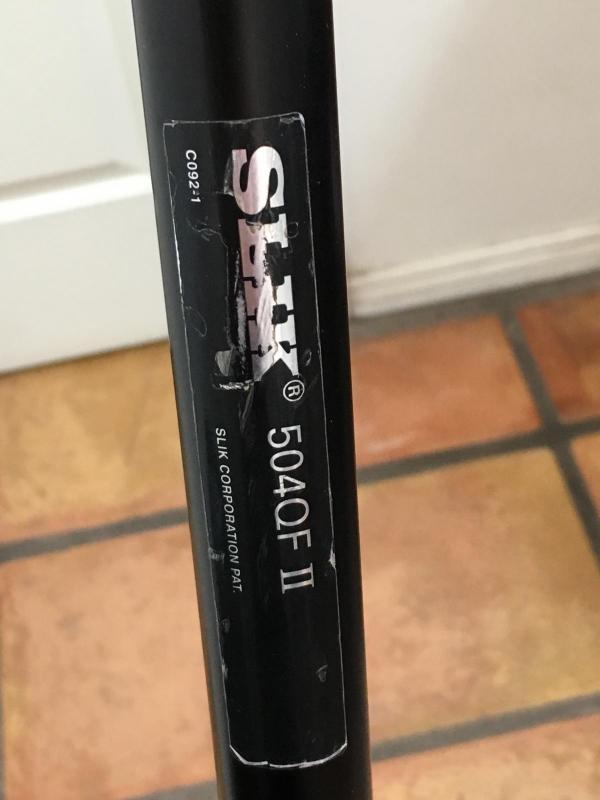 C092-1
SLIK® 504QF II
SLIK CORPORATION PAT.